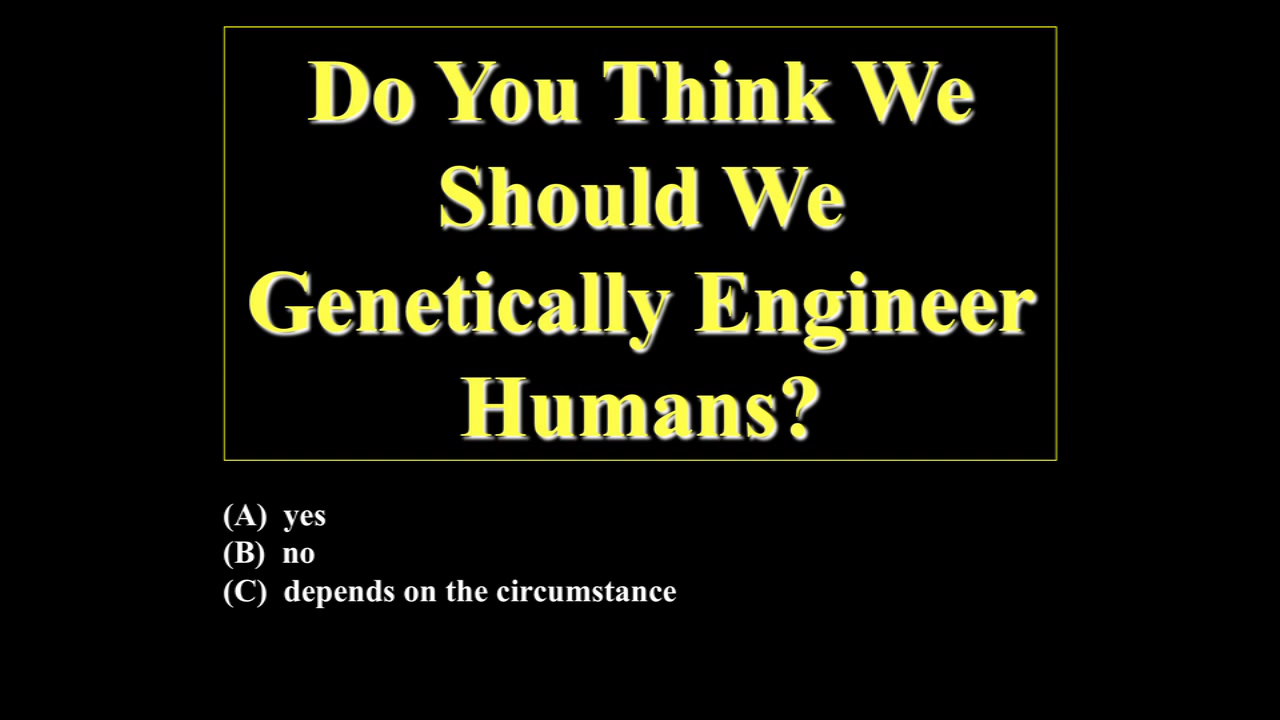 Do You Think We
Should We
Genetically Engineer
Humans?
(A) yes
(B) no
(C) depends on the circumstance